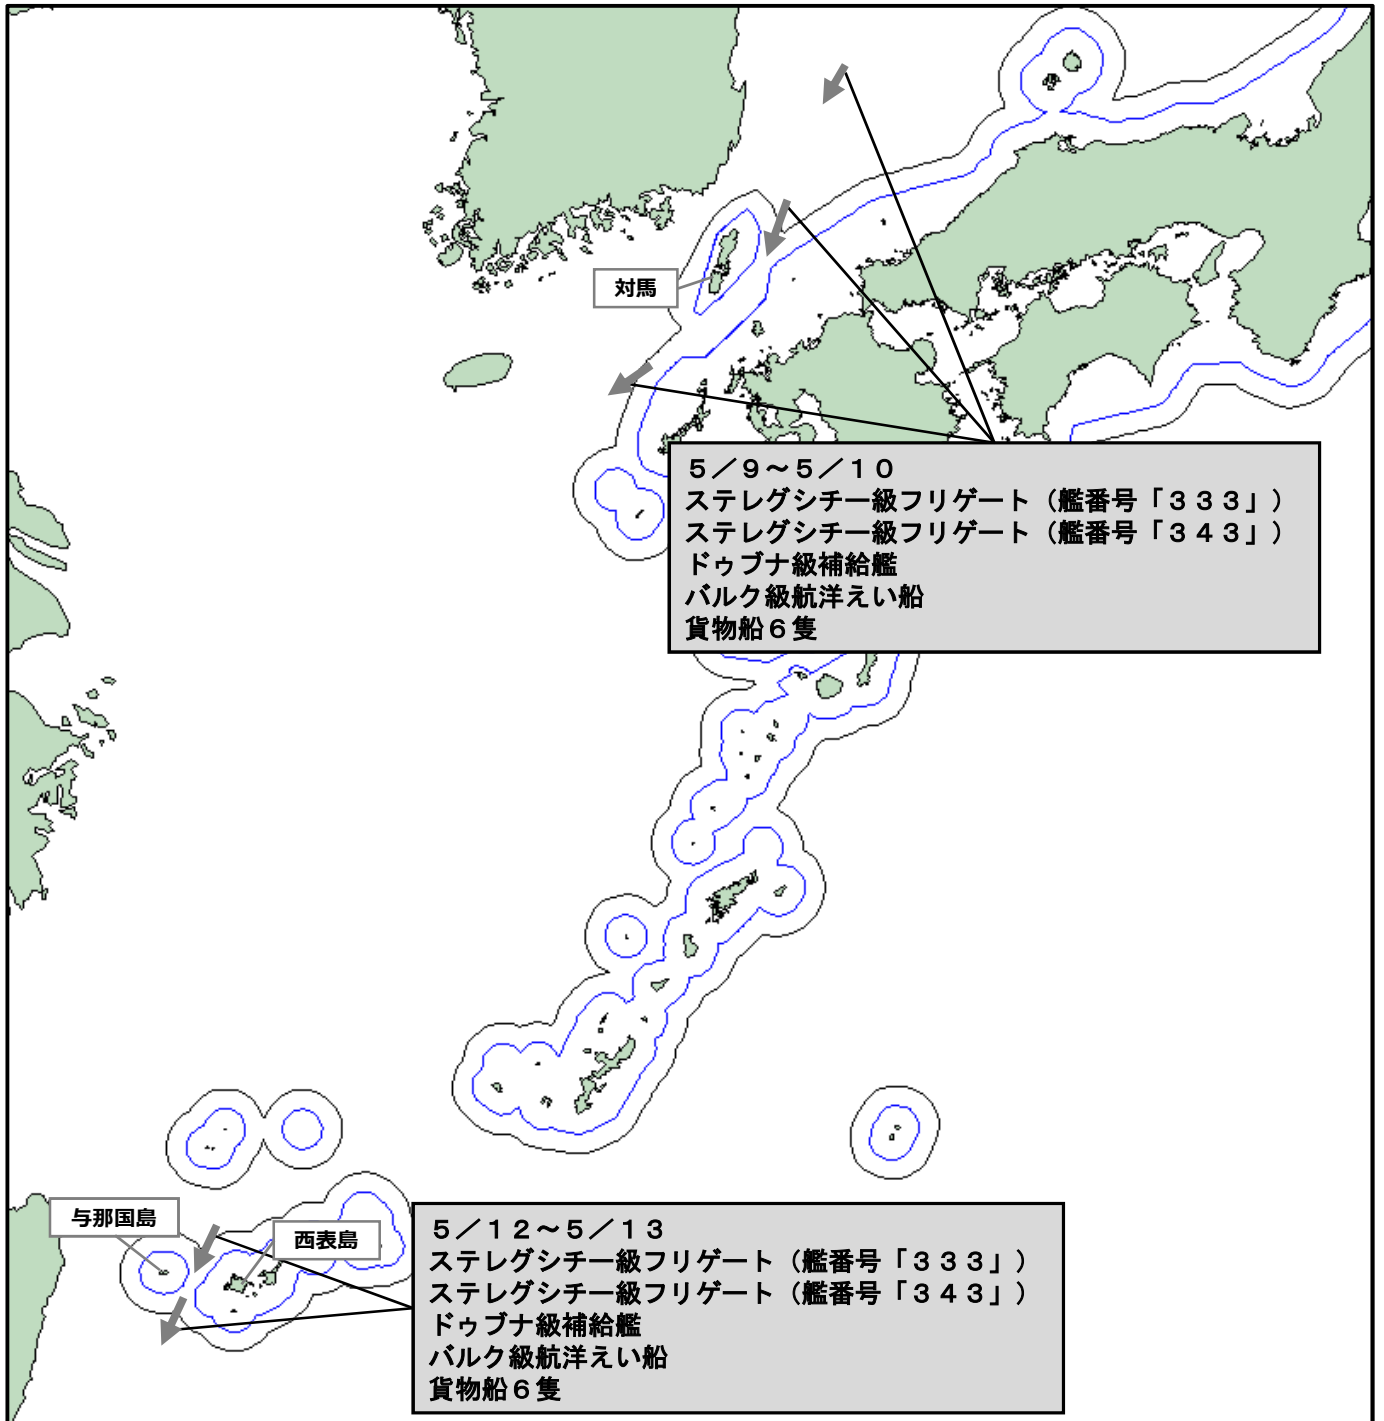 対馬
５／９～５／１０
ステレグシチー級フリゲート（艦番号「３３３」）
ステレグシチー級フリゲート（艦番号「３４３」）
ドゥブナ級補給艦
バルク級航洋えい船
貨物船６隻
与那国島
西表島
５／１２～５／１３
ステレグシチー級フリゲート（艦番号「３３３」）
ステレグシチー級フリゲート（艦番号「３４３」）
ドゥブナ級補給艦
バルク級航洋えい船
貨物船６隻